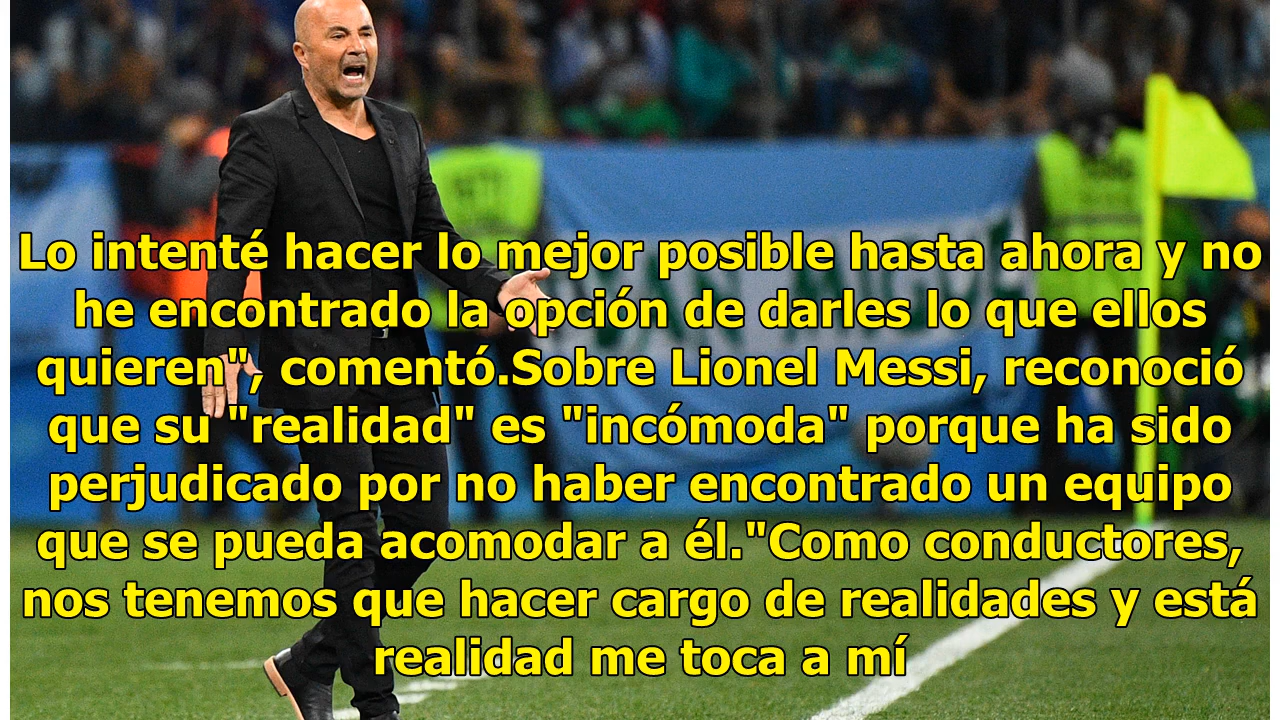 Lo intenté hacer lo mejor posible hasta ahora y no
he encontrado la opción de darles lo que ellos
quieren", comentó.Sobre Lionel Messi, reconoció
que su "realidad" es "incómoda" porque ha sido
perjudicado por no haber encontrado un equipo
que se pueda acomodar a él."Como conductores,
nos tenemos que hacer cargo de realidades y está
realidad me toca a mí